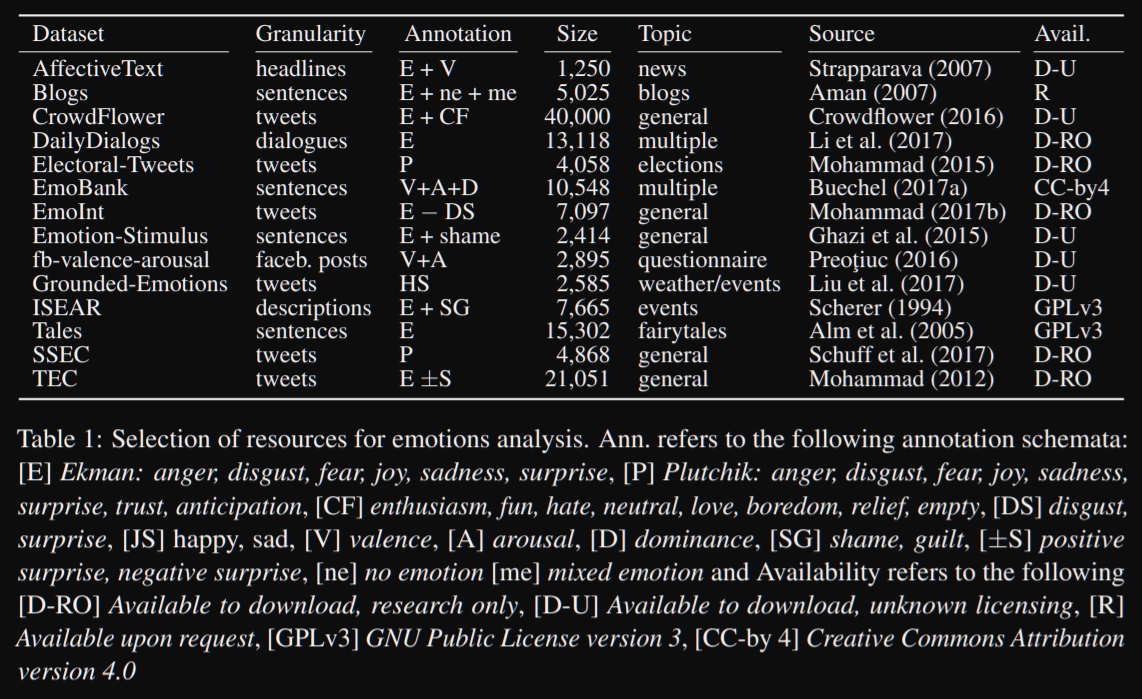 Dataset Granularity Annotation Size Topic Source Avail.
AffectiveText headlines E + V 1,250 news Strapparava (2007) D-U
Blogs sentences E + ne + me 5,025 blogs Aman (2007) R
CrowdFlower tweets E + CF 40,000 general Crowdflower (2016) D-U
DailyDialogs dialogues E 13,118 multiple Li et al. (2017) D-RO
Electoral-Tweets tweets P 4,058 elections Mohammad (2015) D-RO
EmoBank sentences V+A+D 10,548 multiple Buechel (2017a) CC-by4
EmoInt tweets E − DS 7,097 general Mohammad (2017b) D-RO
Emotion-Stimulus sentences E + shame 2,414 general Ghazi et al. (2015) D-U
fb-valence-arousal faceb. posts V+A 2,895 questionnaire Preoţiuc (2016) D-U
Grounded-Emotions tweets HS 2,585 weather/events Liu et al. (2017) D-U
ISEAR descriptions E + SG 7,665 events Scherer (1994) GPLv3
Tales sentences E 15,302 fairytales Alm et al. (2005) GPLv3
SSEC tweets P 4,868 general Schuff et al. (2017) D-RO
TEC tweets E ±S 21,051 general Mohammad (2012) D-RO
Table 1: Selection of resources for emotions analysis. Ann. refers to the following annotation schemata:
[E] Ekman: anger, disgust, fear, joy, sadness, surprise, [P] Plutchik: anger, disgust, fear, joy, sadness,
surprise, trust, anticipation, [CF] enthusiasm, fun, hate, neutral, love, boredom, relief, empty, [DS] disgust,
surprise, [JS] happy, sad, [V] valence, [A] arousal, [D] dominance, [SG] shame, guilt, [±S] positive
surprise, negative surprise, [ne] no emotion [me] mixed emotion and Availability refers to the following
[D-RO] Available to download, research only, [D-U] Available to download, unknown licensing, [R]
Available upon request, [GPLv3] GNU Public License version 3, [CC-by 4] Creative Commons Attribution
version 4.0